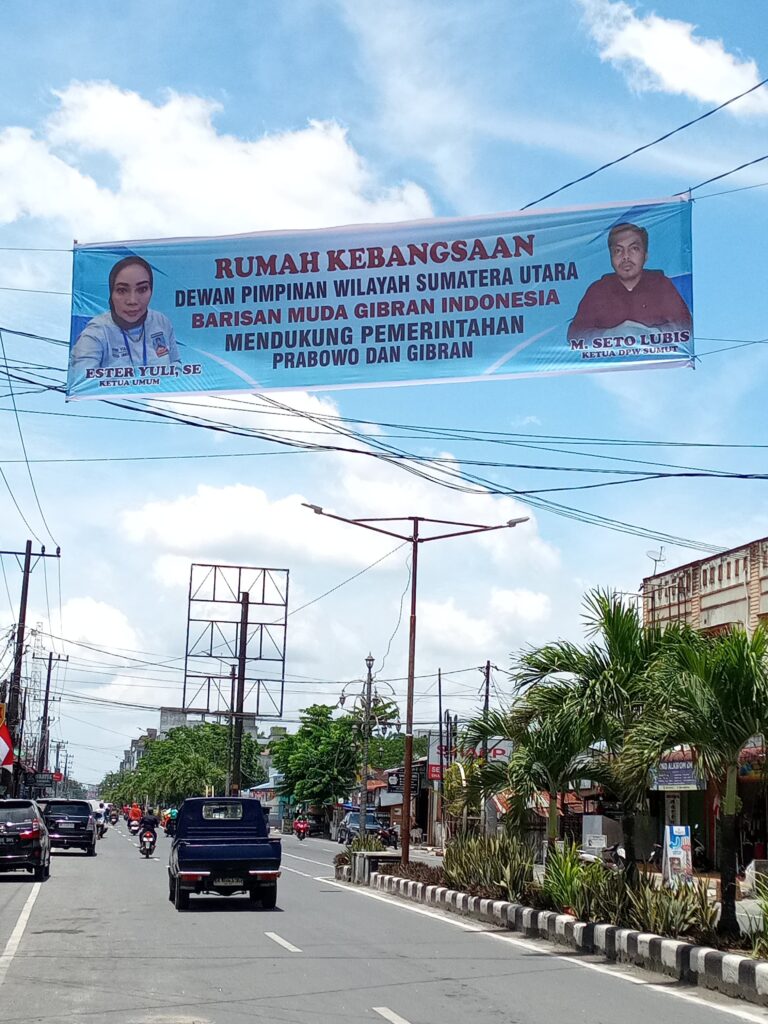 RUMAH KEBANGSAAN
DEWAN PIMPINAN WILAYAH SUMATERA UTARA
BARISAN MUDA GIBRAN INDONESIA
MENDUKUNG PEMERINTAHAN
PRABOWO DAN GIBRAN
ESTER YULI, SE
KETUA UMUM
M. SETO LUBIS
KETUA DPW SUMUT
SHARP